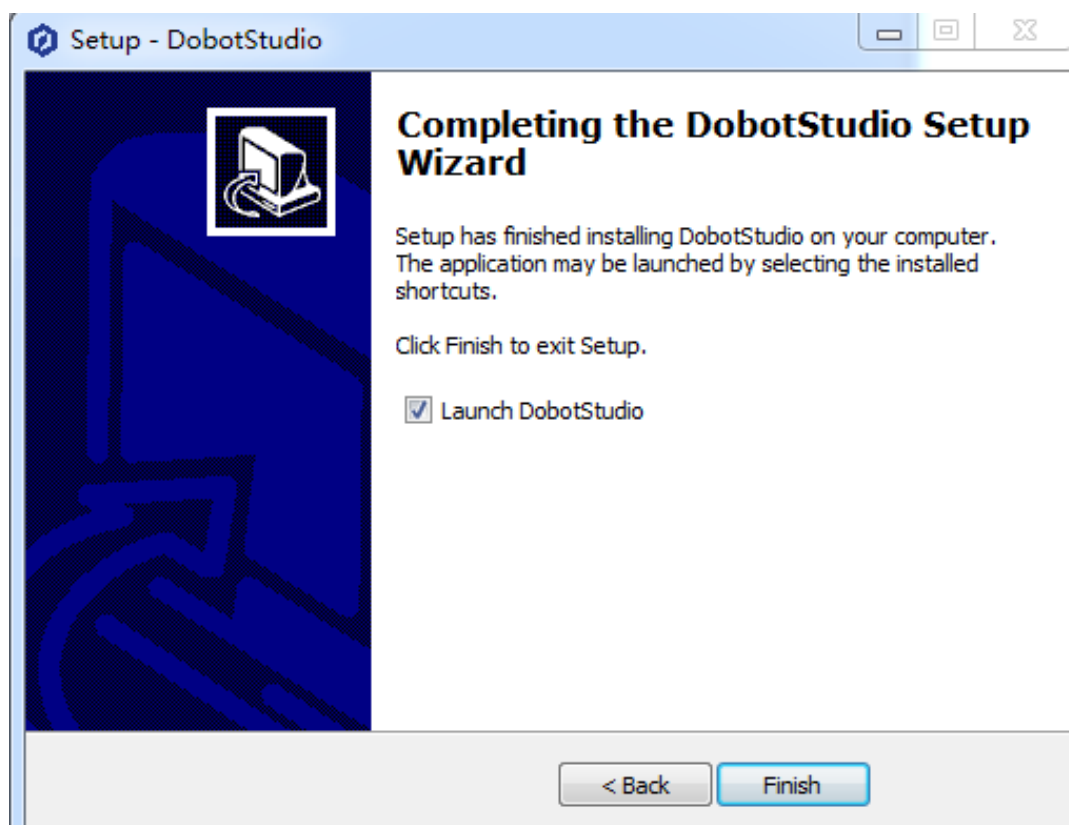 Setup - DobotStudio
Completing the DobotStudio Setup
Wizard
Setup has finished installing DobotStudio on your computer.
The application may be launched by selecting the installed
shortcuts.
Click Finish to exit Setup.
Launch DobotStudio
< Back
Finish